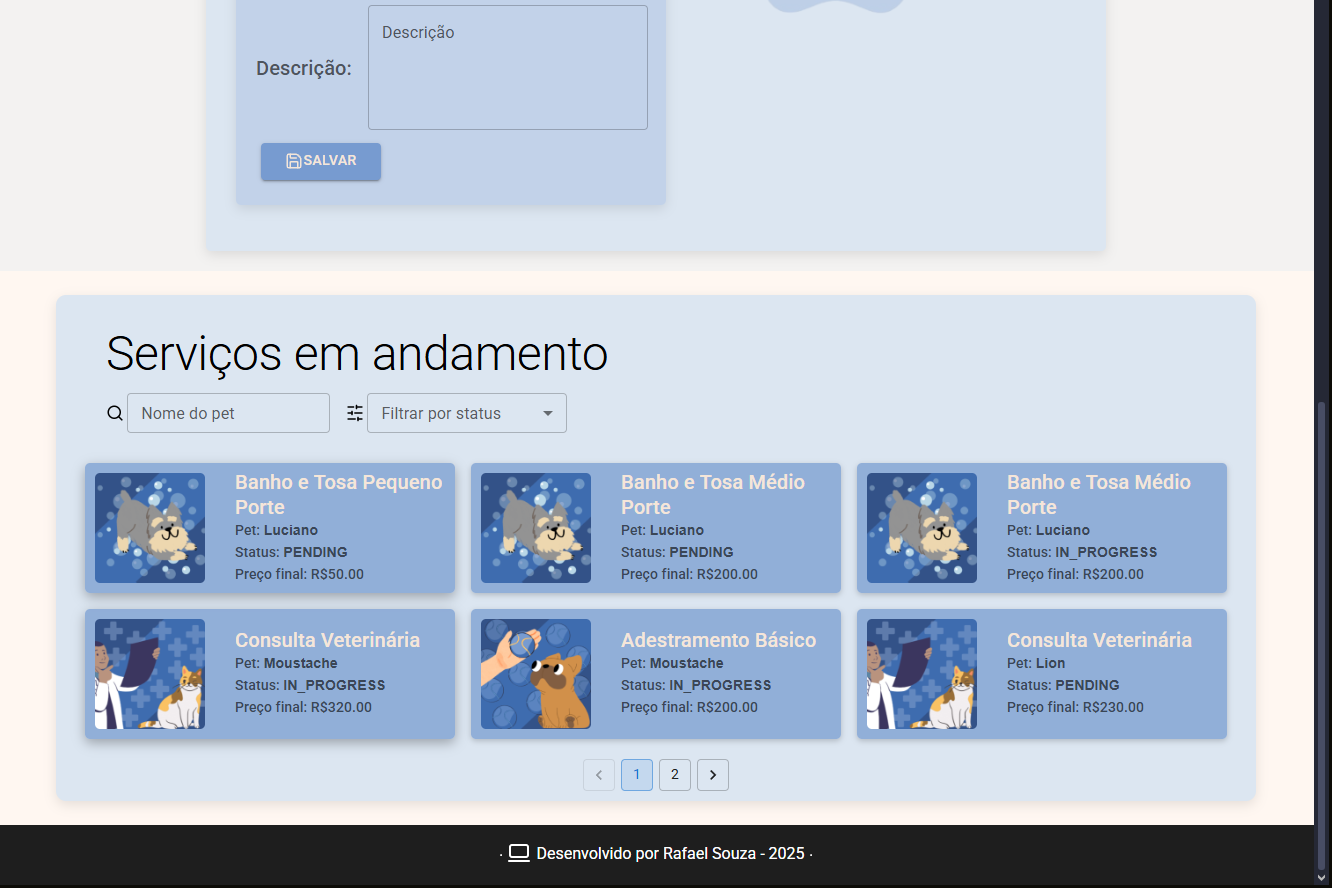 Descrição
Descrição:
SALVAR
Serviços em andamento
Nome do pet
Filtrar por status
Banho e Tosa Pequeno
Porte
Pet: Luciano
Status: PENDING
Preço final: R$50.00
Banho e Tosa Médio
Porte
Pet: Luciano
Status: PENDING
Preço final: R$200.00
Banho e Tosa Médio
Porte
Pet: Luciano
Status: IN_PROGRESS
Preço final: R$200.00
Consulta Veterinária
Pet: Moustache
Status: IN_PROGRESS
Preço final: R$320.00
Adestramento Básico
Pet: Moustache
Status: IN_PROGRESS
Preço final: R$200.00
Consulta Veterinária
Pet: Lion
Status: PENDING
Preço final: R$230.00
1 2
· Desenvolvido por Rafael Souza - 2025 ·